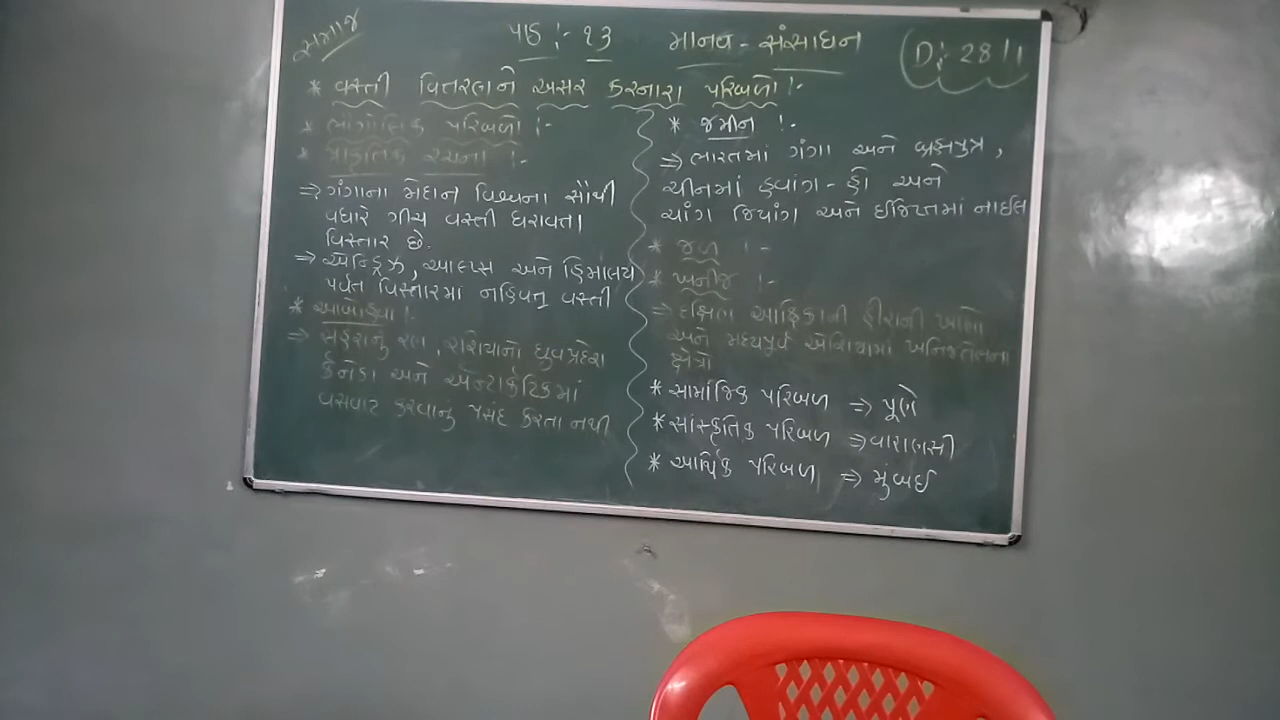 સમાજ
પાઠ :- ૧૩ માનવ - સંસાધન
D:- 28/1
* વસ્તી વિતરણને અસર કરનારા પરિબળો :-
* ભૌગોલિક પરિબળો :-
* પ્રાકૃતિક રચના :-
⇒ ગંગાના મેદાન વિશ્વના સૌથી
વધારે ગીચ વસ્તી ધરાવતા
વિસ્તાર છે.
⇒ એન્ડિઝ, આલ્પ્સ અને હિમાલય
પર્વત વિસ્તારમાં નહિવત્ વસ્તી
* આબોહવા :-
⇒ સહરાનું રણ, રશિયાનો ધ્રુવપ્રદેશ
કેનેડા અને એન્ટાર્કટિકમાં
વસવાટ કરવાનું પસંદ કરતા નથી
* જમીન :-
⇒ ભારતમાં ગંગા અને બ્રહ્મપુત્ર,
ચીનમાં હવાંગ - હો અને
ચાંગ જિયાંગ અને ઈજિપ્તમાં નાઈલ
* જળ :-
* ખનીજ :-
⇒ દક્ષિણ આફ્રિકાની હીરાની ખાણો
અને મધ્યપુર્વ એશિયામાં ખનિજતેલના
ક્ષેત્રો
* સામાજિક પરિબળ ⇒ પૂણે
* સાંસ્કૃતિક પરિબળ ⇒ વારાણસી
* આર્થિક પરિબળ ⇒ મુંબઈ